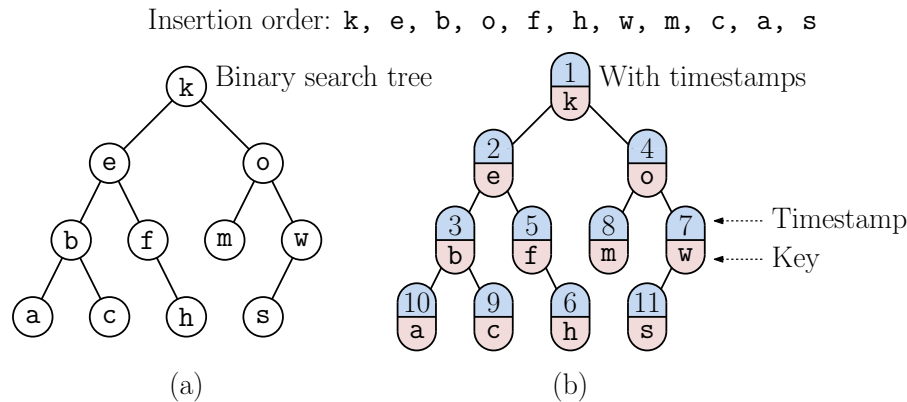 Insertion order: k, e, b, o, f, h, w, m, c, a, s
Binary search tree
k
e
o
b
f
m
w
a
c
h
s
(a)
With timestamps
1
k
2
e
4
o
3
b
5
f
8
m
7
w
Timestamp
Key
10
a
9
c
6
h
11
s
(b)